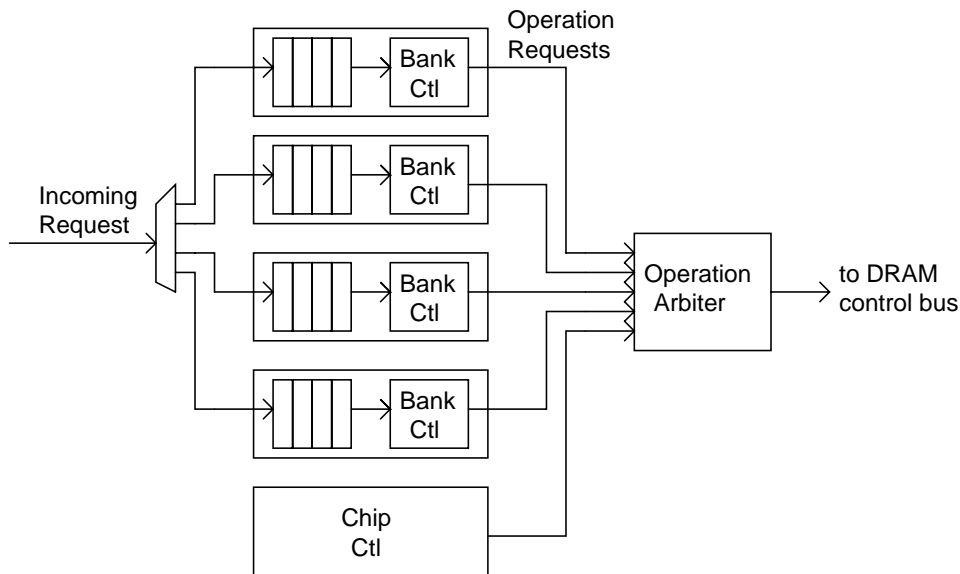 Operation
Requests
Bank
Ctl
Bank
Ctl
Incoming
Request
Bank
Ctl
Operation
Arbiter
to DRAM
control bus
Bank
Ctl
Chip
Ctl